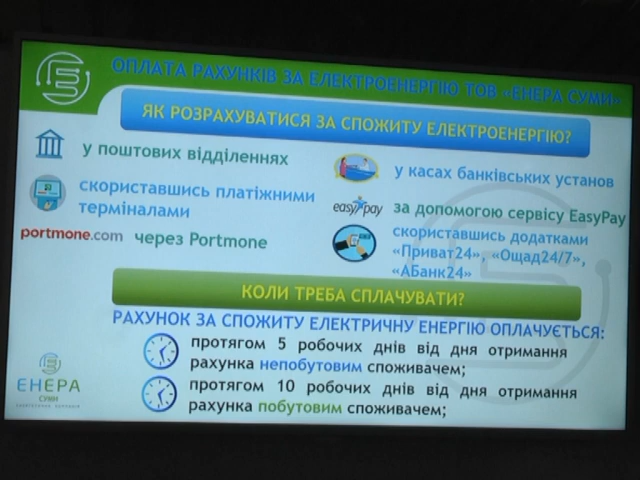 ОПЛАТА РАХУНКІВ ЗА ЕЛЕКТРОЕНЕРГІЮ ТОВ «ЕНЕРА СУМИ»
ЯК РОЗРАХУВАТИСЯ ЗА СПОЖИТУ ЕЛЕКТРОЕНЕРГІЮ?
у поштових відділеннях
у касах банківських установ
скориставшись платіжними
терміналами
easypay за допомогою сервісу EasyPay
portmone.com через Portmone
скориставшись додатками
«Приват24», «Ощад24/7»,
«АБанк24»
КОЛИ ТРЕБА СПЛАЧУВАТИ?
РАХУНОК ЗА СПОЖИТУ ЕЛЕКТРИЧНУ ЕНЕРГІЮ ОПЛАЧУЄТЬСЯ:
протягом 5 робочих днів від дня отримання
рахунка непобутовим споживачем;
протягом 10 робочих днів від дня отримання
рахунка побутовим споживачем;
ЕНЕРА
СУМИ